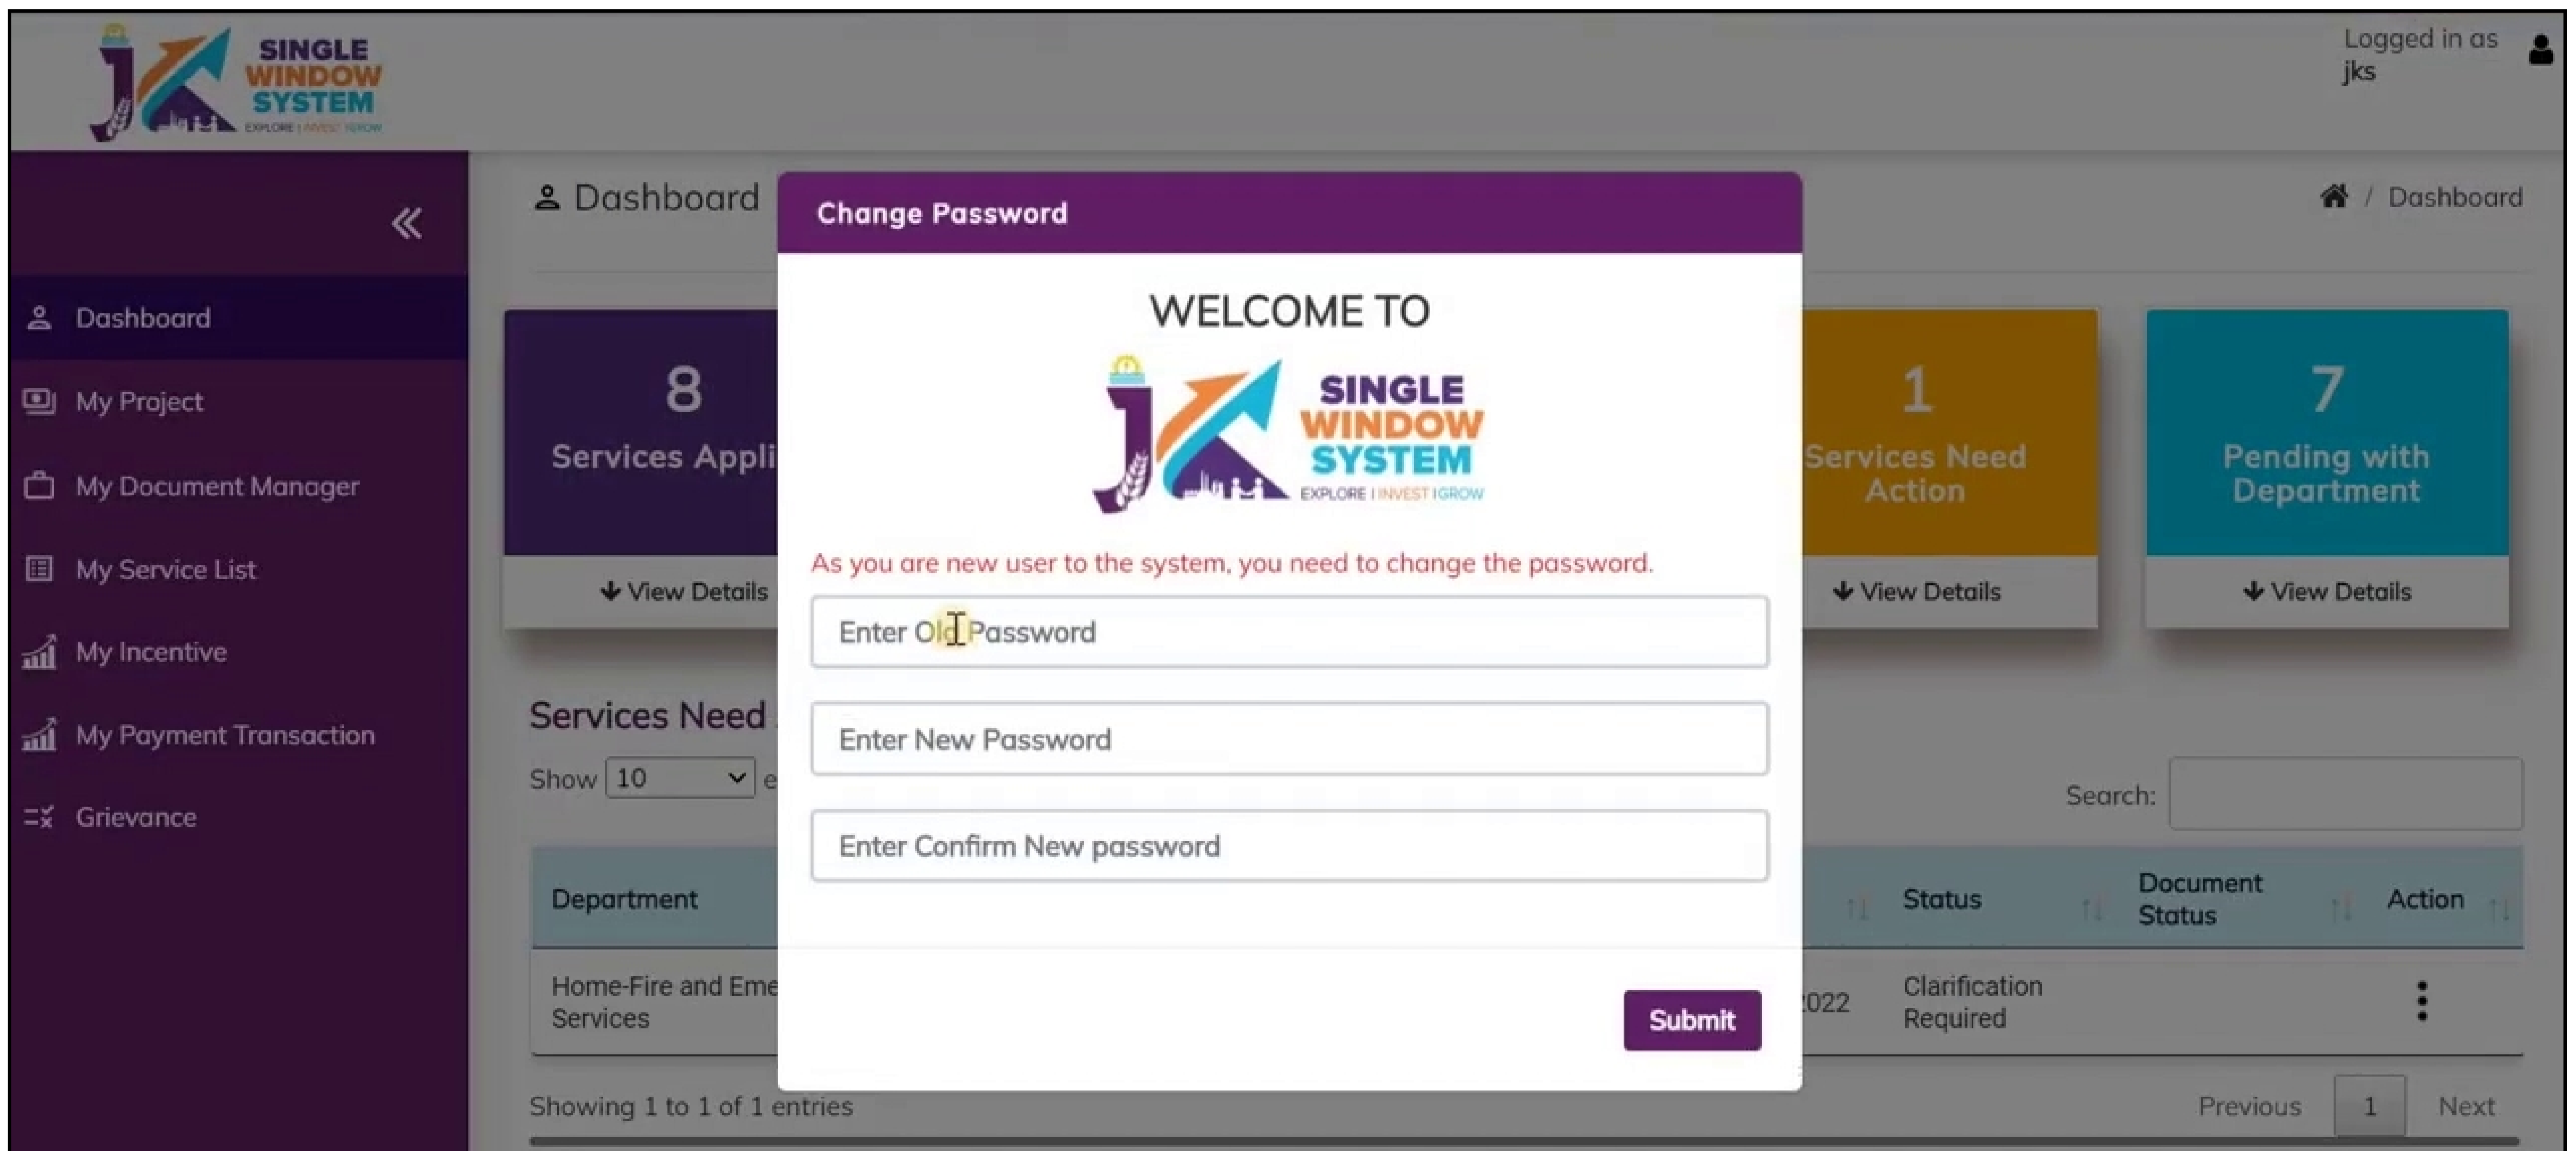 SINGLE
WINDOW
SYSTEM
EXPLORE | INVEST | GROW
Logged in as
jks
Dashboard
/ Dashboard
Dashboard
My Project
My Document Manager
My Service List
My Incentive
My Payment Transaction
Grievance
8
Services Appli
View Details
1
Services Need
Action
View Details
7
Pending with
Department
View Details
Change Password
WELCOME TO
JK
SINGLE
WINDOW
SYSTEM
EXPLORE | INVEST | GROW
As you are new user to the system, you need to change the password.
Enter Old Password
Enter New Password
Enter Confirm New password
Submit
Services Need
Show 10 e
Search:
Department
Status
Document
Status
Action
Home-Fire and Eme
Services
2022
Clarification
Required
Showing 1 to 1 of 1 entries
Previous 1 Next